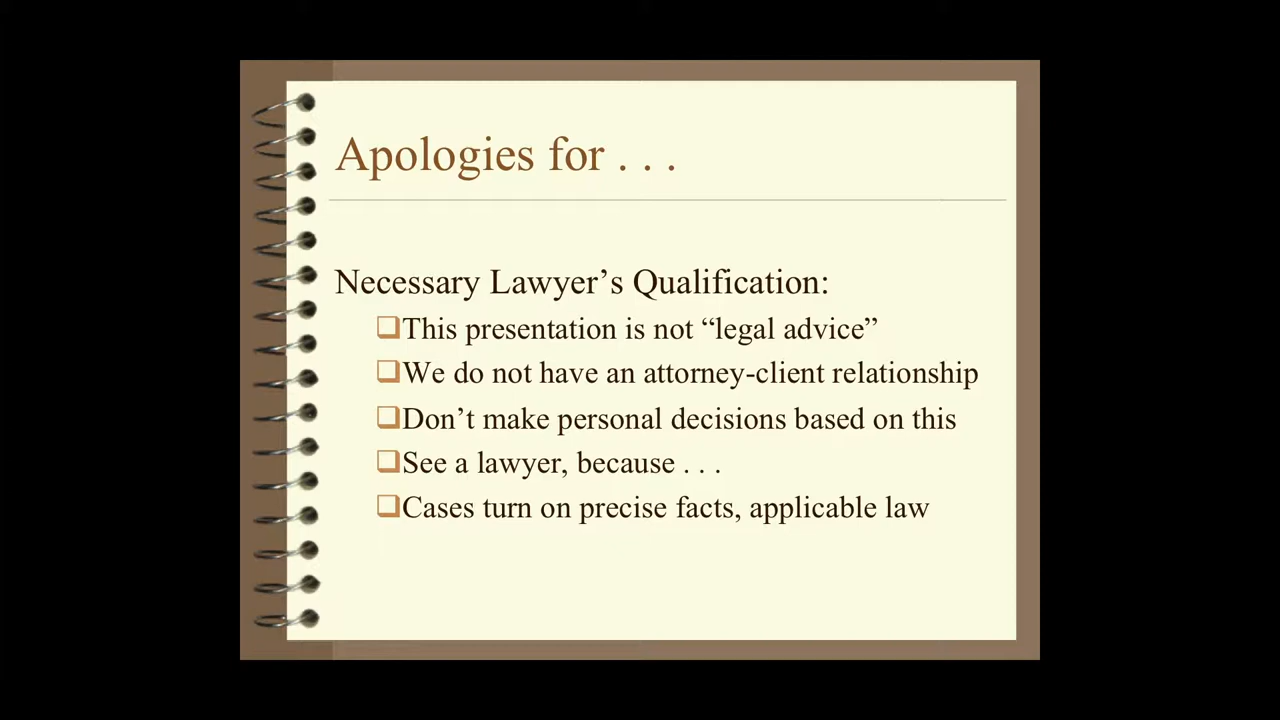 Apologies for . . .
Necessary Lawyer’s Qualification:
❑This presentation is not “legal advice”
❑We do not have an attorney-client relationship
❑Don’t make personal decisions based on this
❑See a lawyer, because . . .
❑Cases turn on precise facts, applicable law